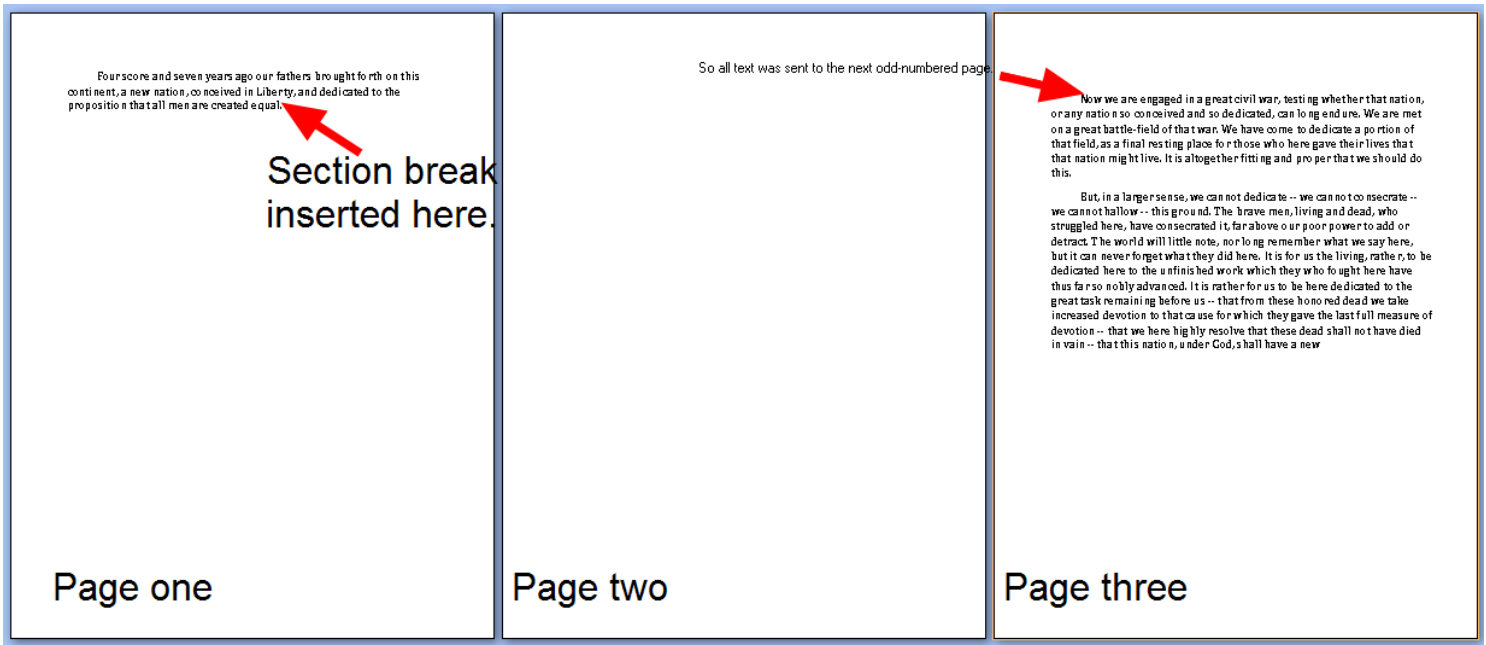 Four score and seven years ago our fathers brought forth on this
continent, a new nation, conceived in Liberty, and dedicated to the
proposition that all men are created equal.
Section break
inserted here.
Page one
So all text was sent to the next odd-numbered page.
Page two
Now we are engaged in a great civil war, testing whether that nation,
or any nation so conceived and so dedicated, can long endure. We are met
on a great battle-field of that war. We have come to dedicate a portion of
that field, as a final resting place for those who here gave their lives that
that nation might live. It is altogether fitting and proper that we should do
this.
But, in a larger sense, we cannot dedicate -- we cannot consecrate --
we cannot hallow -- this ground. The brave men, living and dead, who
struggled here, have consecrated it, far above our poor power to add or
detract. The world will little note, nor long remember what we say here,
but it can never forget what they did here. It is for us the living, rather, to be
dedicated here to the unfinished work which they who fought here have
thus far so nobly advanced. It is rather for us to be here dedicated to the
great task remaining before us -- that from these honored dead we take
increased devotion to that cause for which they gave the last full measure of
devotion -- that we here highly resolve that these dead shall not have died
in vain -- that this nation, under God, shall have a new
Page three